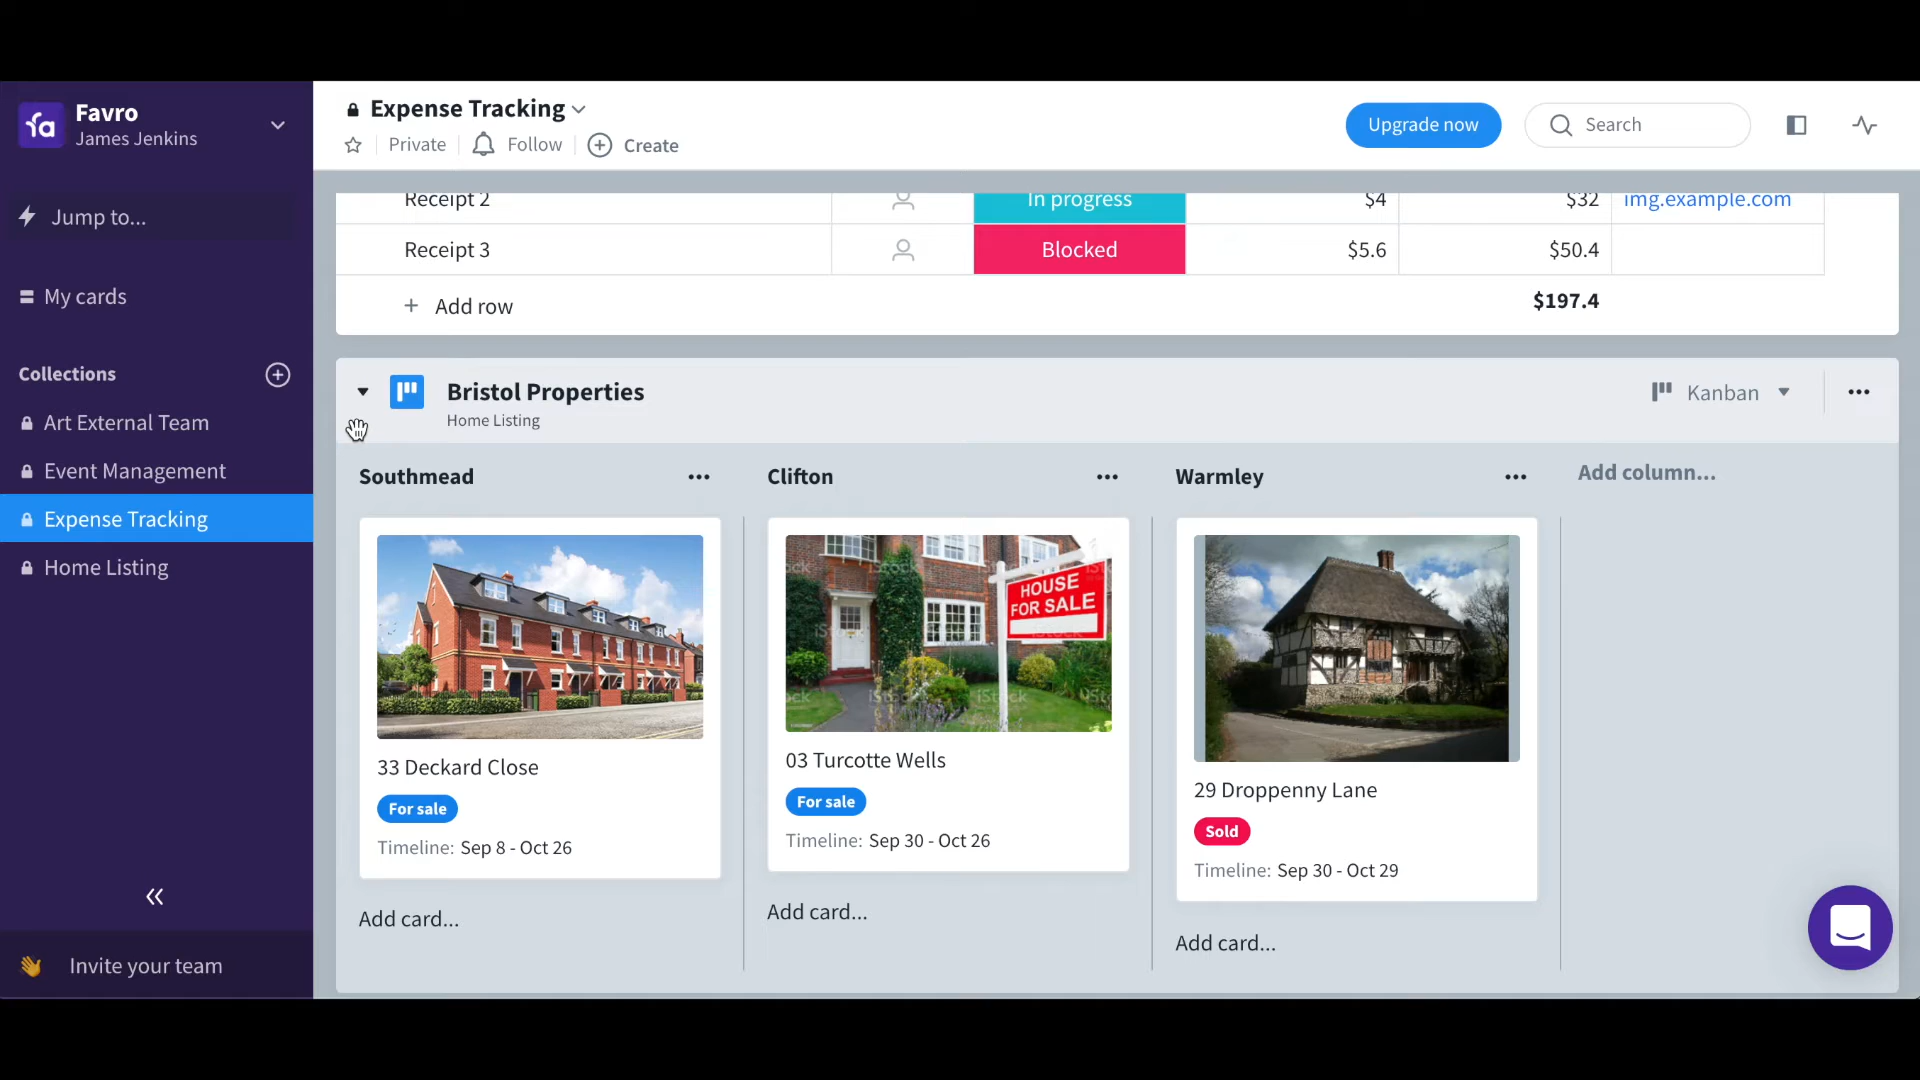 Favro
James Jenkins
Jump to...
My cards
Collections
Art External Team
Event Management
Expense Tracking
Home Listing
Invite your team
Expense Tracking
Private
Follow
Create
Upgrade now
Search
Receipt 2 In progress $4 $32 img.example.com
Receipt 3 Blocked $5.6 $50.4
+ Add row $197.4
Bristol Properties
Home Listing
Kanban
Southmead
Clifton
Warmley
Add column...
HOUSE
FOR SALE
iStock
33 Deckard Close
For sale
Timeline: Sep 8 - Oct 26
Add card...
03 Turcotte Wells
For sale
Timeline: Sep 30 - Oct 26
Add card...
29 Droppenny Lane
Sold
Timeline: Sep 30 - Oct 29
Add card...